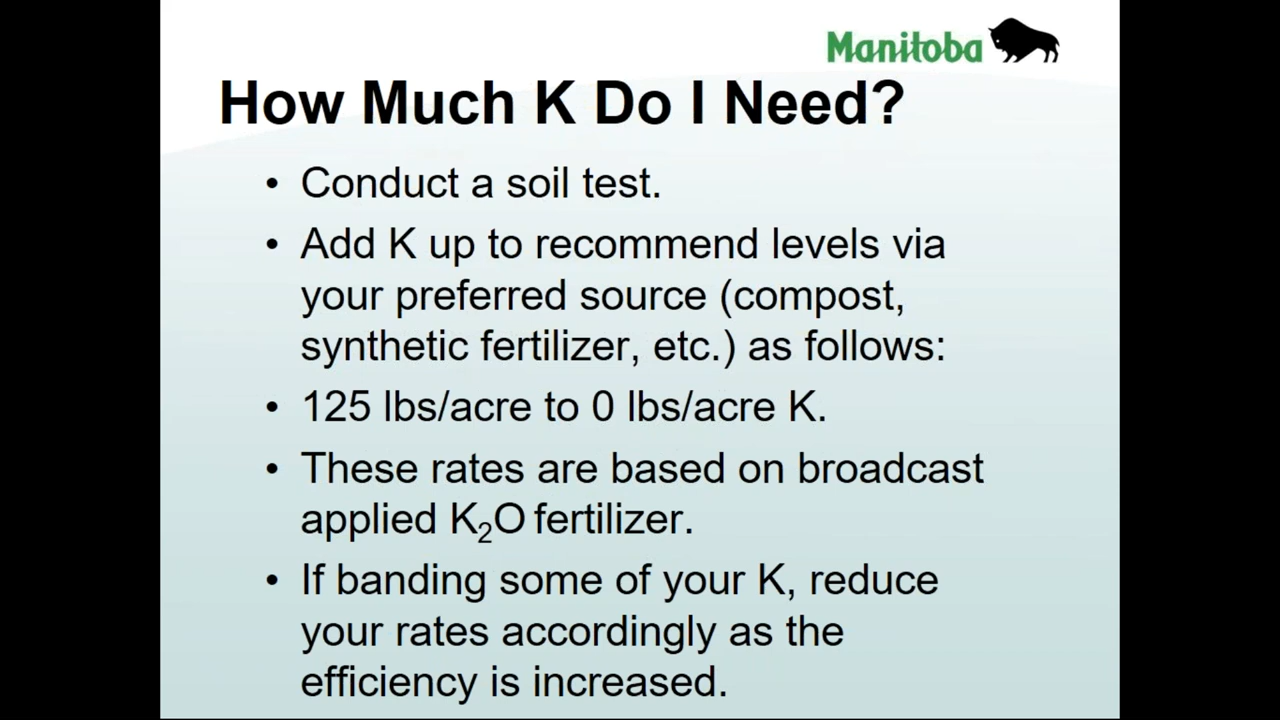 Manitoba
How Much K Do I Need?
• Conduct a soil test.
• Add K up to recommend levels via
your preferred source (compost,
synthetic fertilizer, etc.) as follows:
• 125 lbs/acre to 0 lbs/acre K.
• These rates are based on broadcast
applied K₂O fertilizer.
• If banding some of your K, reduce
your rates accordingly as the
efficiency is increased.